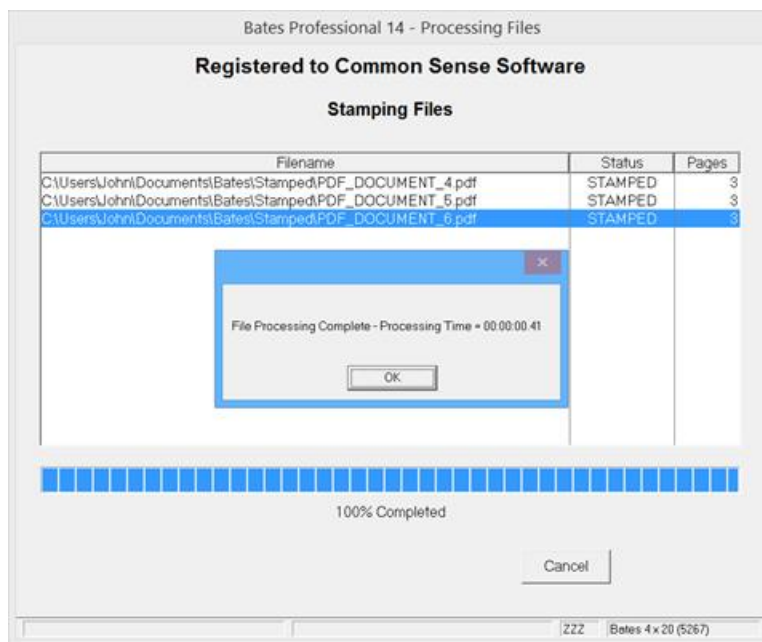 Bates Professional 14 - Processing Files
Registered to Common Sense Software
Stamping Files
Filename Status Pages
C:\Users\John\Documents\Bates\Stamped\PDF_DOCUMENT_4.pdf STAMPED 3
C:\Users\John\Documents\Bates\Stamped\PDF_DOCUMENT_5.pdf STAMPED 3
C:\Users\John\Documents\Bates\Stamped\PDF_DOCUMENT_6.pdf STAMPED 3
File Processing Complete - Processing Time = 00:00:00.41
OK
100% Completed
Cancel
ZZZ Bates 4 x 20 (5267)